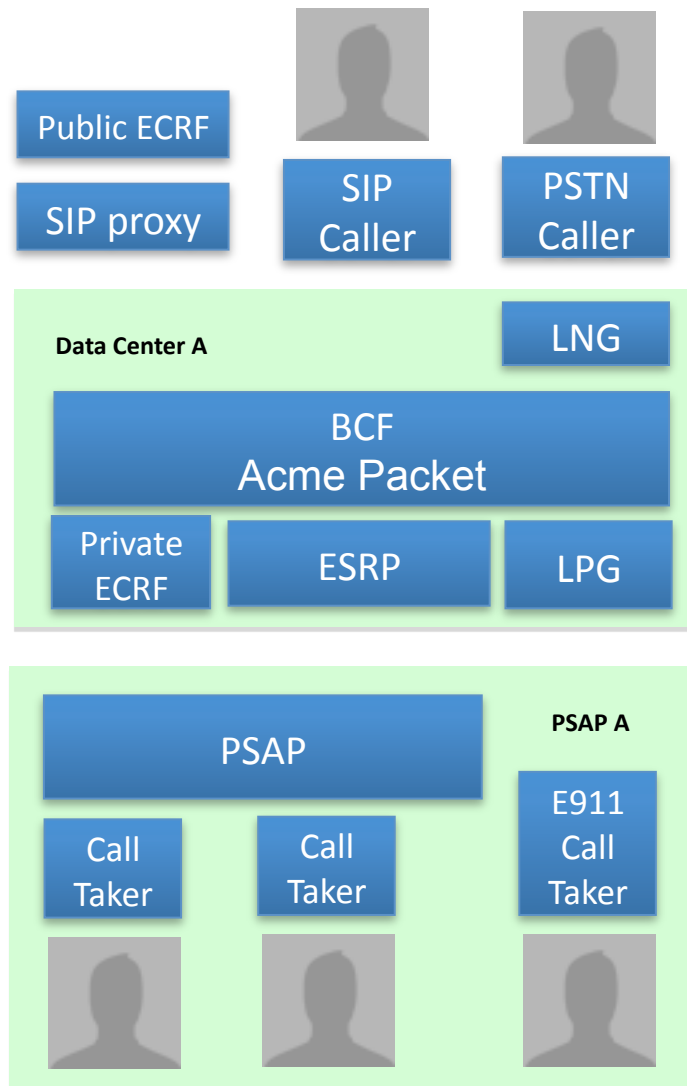 Public ECRF
SIP proxy
SIP
Caller
PSTN
Caller
Data Center A
LNG
BCF
Acme Packet
Private
ECRF
ESRP
LPG
PSAP
PSAP A
Call
Taker
Call
Taker
E911
Call
Taker